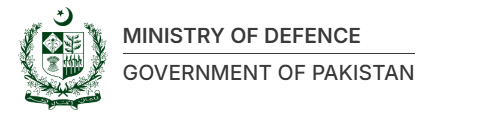 MINISTRY OF DEFENCE
GOVERNMENT OF PAKISTAN